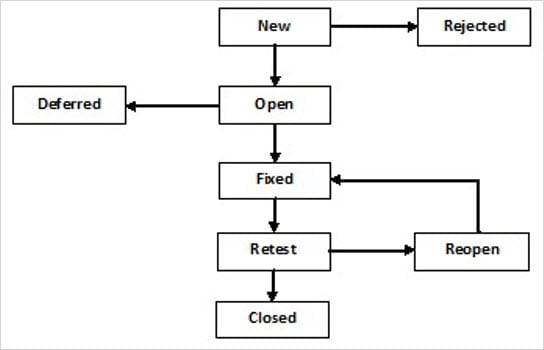 New
Rejected
Deferred
Open
Fixed
Retest
Reopen
Closed